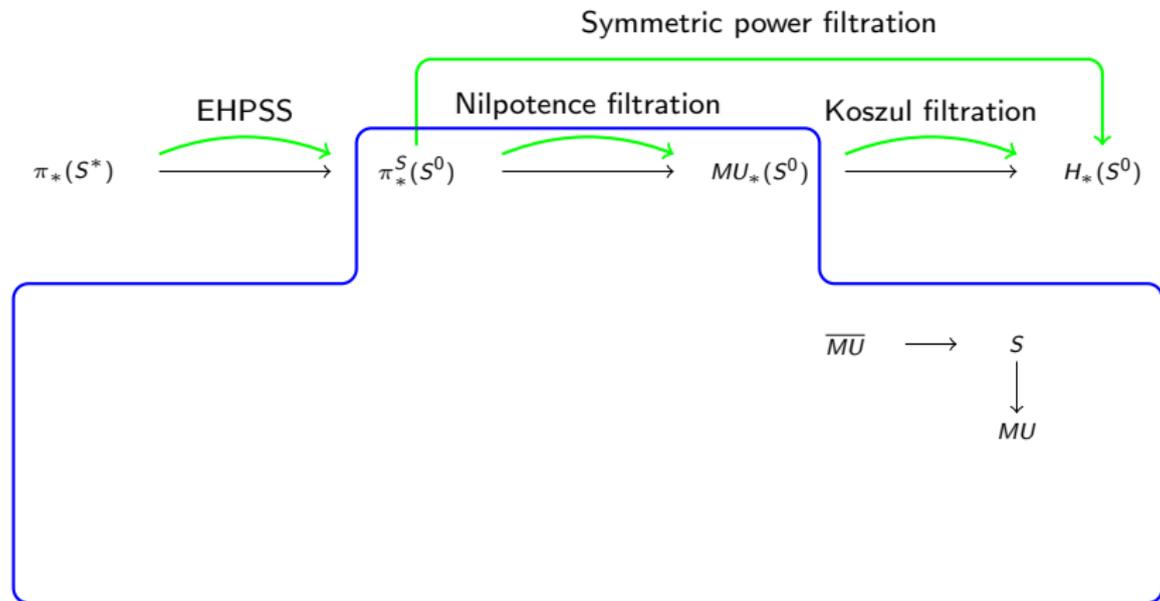 Symmetric power filtration
EHPSS
Nilpotence filtration
Koszul filtration
π_*(S^*)
π_*^S(S^0)
MU_*(S^0)
H_*(S^0)
\overline{MU} → S
MU